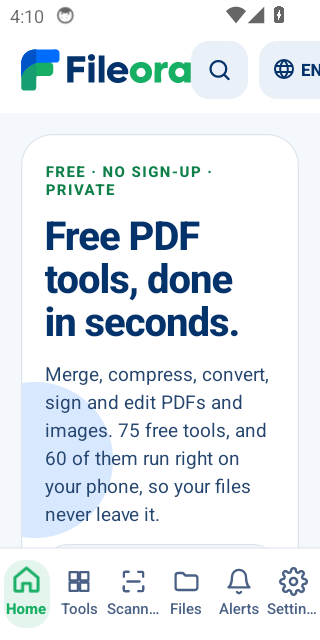 4:10
Fileora
EN
FREE · NO SIGN-UP ·
PRIVATE
Free PDF
tools, done
in seconds.
Merge, compress, convert,
sign and edit PDFs and
images. 75 free tools, and
60 of them run right on
your phone, so your files
never leave it.
Home Tools Scann... Files Alerts Settin...